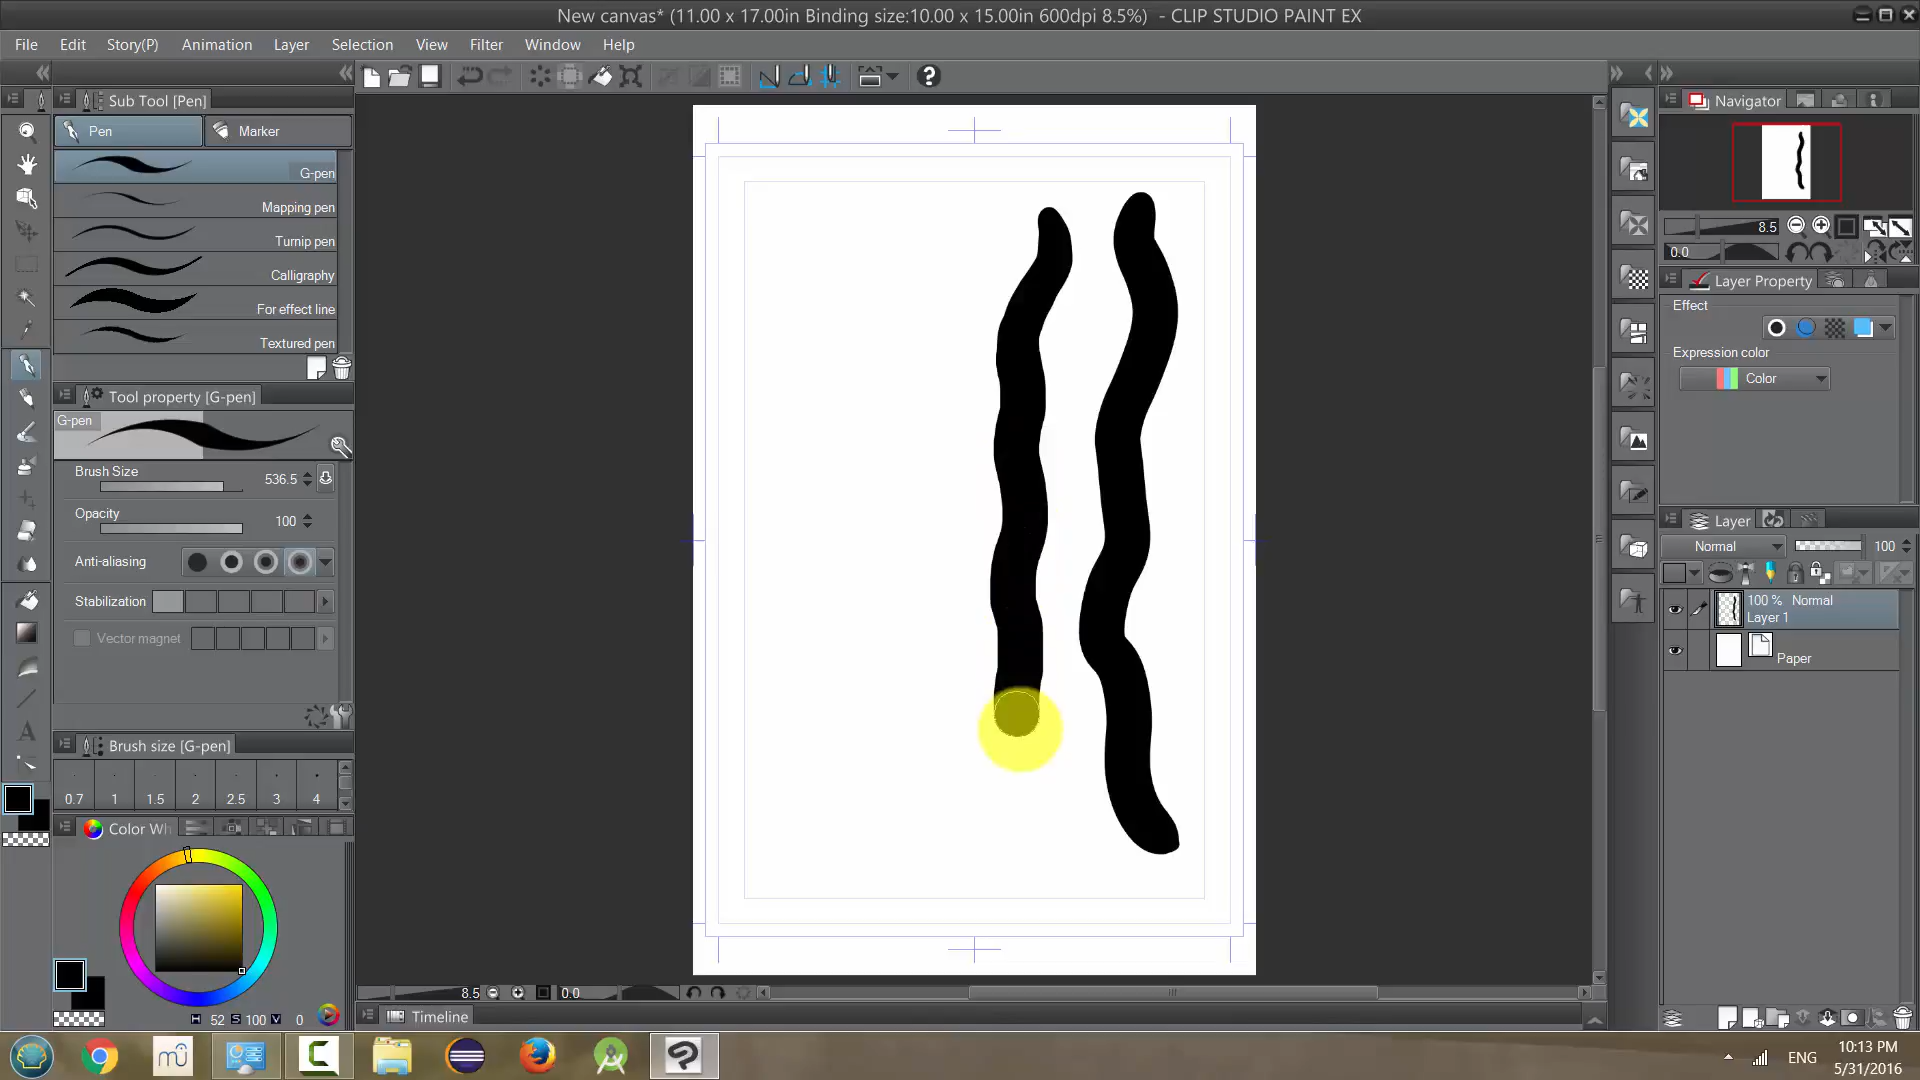 New canvas* (11.00 x 17.00in Binding size:10.00 x 15.00in 600dpi 8.5%)  - CLIP STUDIO PAINT EX
File Edit Story(P) Animation Layer Selection View Filter Window Help
Sub Tool [Pen]
Pen
Marker
G-pen
Mapping pen
Turnip pen
Calligraphy
For effect line
Textured pen
Tool property [G-pen]
G-pen
Brush Size 536.5
Opacity 100
Anti-aliasing
Stabilization
Vector magnet
Brush size [G-pen]
0.7 1 1.5 2 2.5 3 4
Color Wh
H 52 S 100 V 0
8.5 0.0
Timeline
Navigator
8.5
0.0
Layer Property
Effect
Expression color
Color
Layer
Normal 100
100 % Normal
Layer 1
Paper
ENG
10:13 PM
5/31/2016